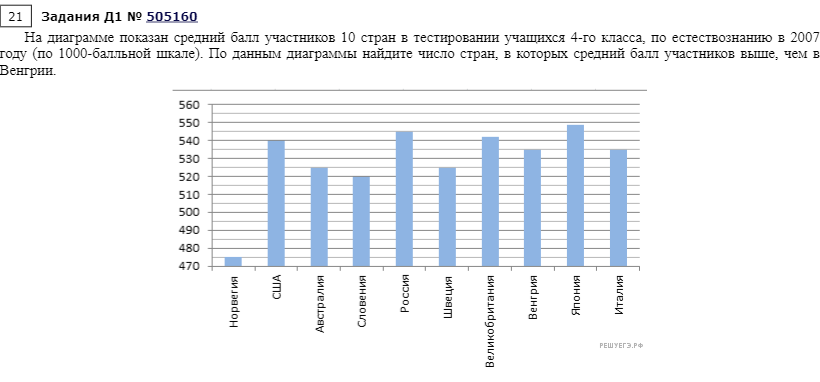 21 Задания Д1 № 505160
На диаграмме показан средний балл участников 10 стран в тестировании учащихся 4-го класса, по естествознанию в 2007
году (по 1000-балльной шкале). По данным диаграммы найдите число стран, в которых средний балл участников выше, чем в
Венгрии.
560
550
540
530
520
510
500
490
480
470
Норвегия
США
Австралия
Словения
Россия
Швеция
Великобритания
Венгрия
Япония
Италия
РЕШУЕГЭ.РФ